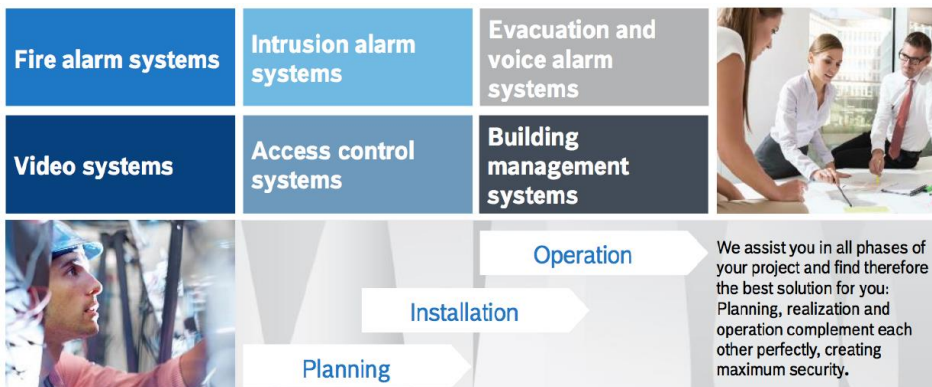 Fire alarm systems
Intrusion alarm
systems
Evacuation and
voice alarm
systems
Video systems
Access control
systems
Building
management
systems
Operation
Installation
Planning
We assist you in all phases of
your project and find therefore
the best solution for you:
Planning, realization and
operation complement each
other perfectly, creating
maximum security.